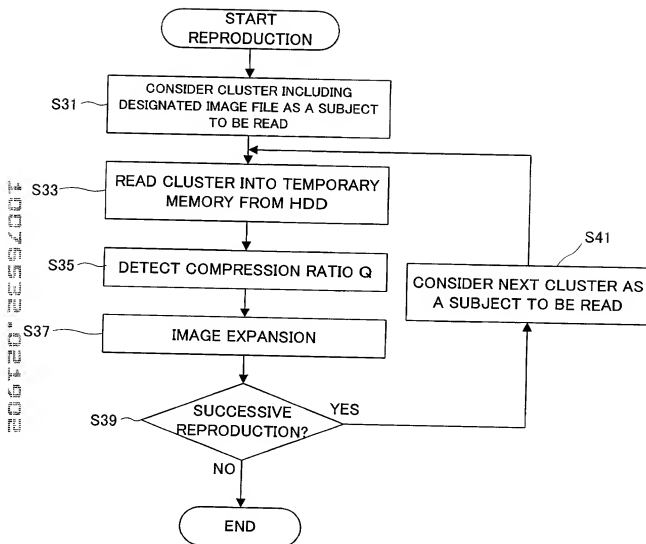 START
REPRODUCTION
S31
CONSIDER CLUSTER INCLUDING
DESIGNATED IMAGE FILE AS A SUBJECT
TO BE READ
S33
READ CLUSTER INTO TEMPORARY
MEMORY FROM HDD
S35
DETECT COMPRESSION RATIO Q
S37
IMAGE EXPANSION
S39
SUCCESSIVE
REPRODUCTION?
YES
NO
S41
CONSIDER NEXT CLUSTER AS
A SUBJECT TO BE READ
END